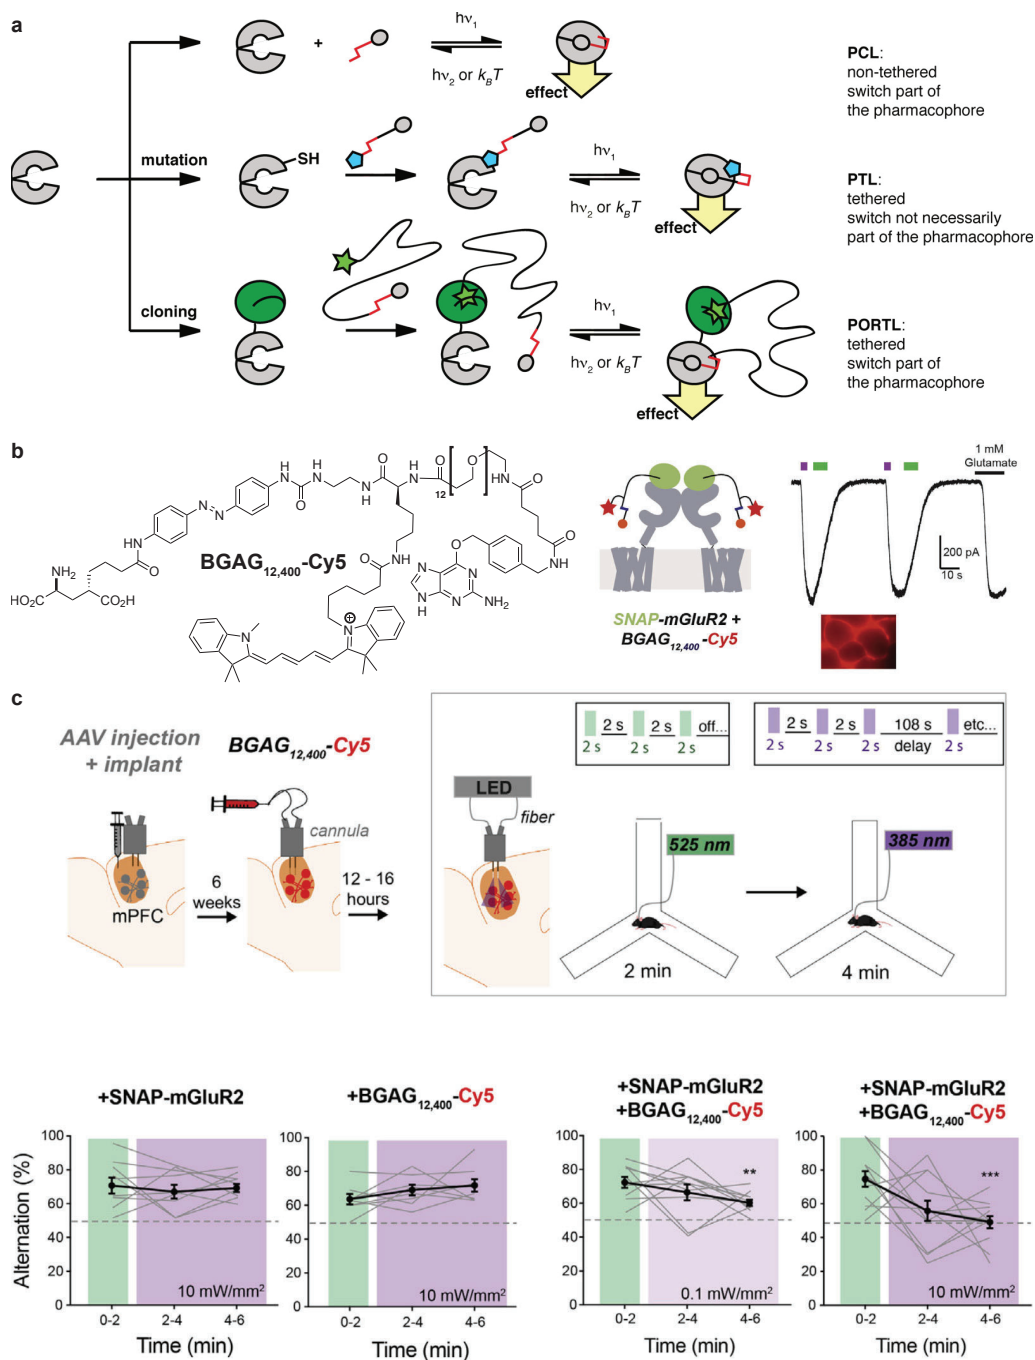 a
+
hν1
hν2 or kBT
effect
PCL:
non-tethered
switch part of
the pharmacophore
mutation
SH
hν1
hν2 or kBT
effect
PTL:
tethered
switch not necessarily
part of the pharmacophore
cloning
hν1
hν2 or kBT
effect
PORTL:
tethered
switch part of
the pharmacophore
b
H
N
H
N
O
N
H
O
H
N
O
12
O
H
N
O
N
N
O
NH
O
NH2
HO2C
CO2H
BGAG12,400-Cy5
O
NH
O
O
NH
N
N
N
H
N
NH2
N
N
SNAP-mGluR2 +
BGAG12,400-Cy5
1 mM
Glutamate
200 pA
10 s
c
AAV injection
+ implant
BGAG12,400-Cy5
cannula
mPFC
6
weeks
12 - 16
hours
LED
fiber
2 s 2 s off...
2 s 2 s 2 s
2 s 2 s 108 s etc...
2 s 2 s 2 s delay 2 s
525 nm
2 min
385 nm
4 min
+SNAP-mGluR2
Alternation (%)
100
80
60
40
20
0
10 mW/mm2
0-2 2-4 4-6
Time (min)
+BGAG12,400-Cy5
100
80
60
40
20
0
10 mW/mm2
0-2 2-4 4-6
Time (min)
+SNAP-mGluR2
+BGAG12,400-Cy5
100
80
60
40
20
0
**
0.1 mW/mm2
0-2 2-4 4-6
Time (min)
+SNAP-mGluR2
+BGAG12,400-Cy5
100
80
60
40
20
0
***
10 mW/mm2
0-2 2-4 4-6
Time (min)